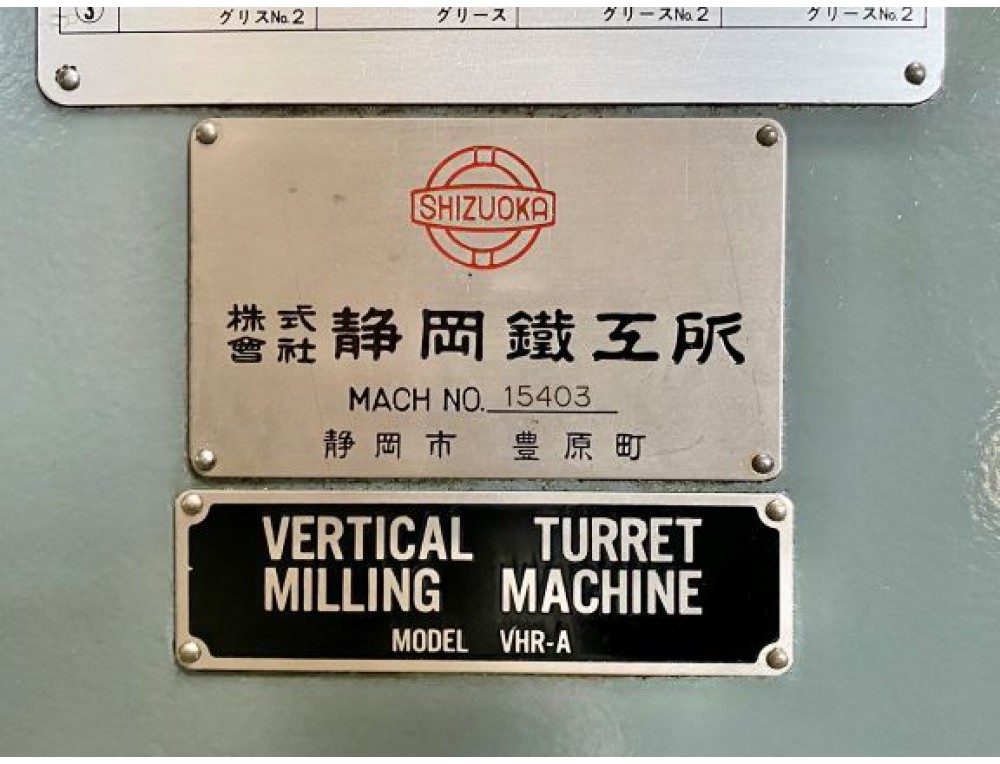 ③ グリスNo.2 グリース グリースNo.2 グリースNo.2
SHIZUOKA
株式會社 静岡鐵工所
MACH NO. 15403
静岡市 豊原町
VERTICAL TURRET
MILLING MACHINE
MODEL VHR-A